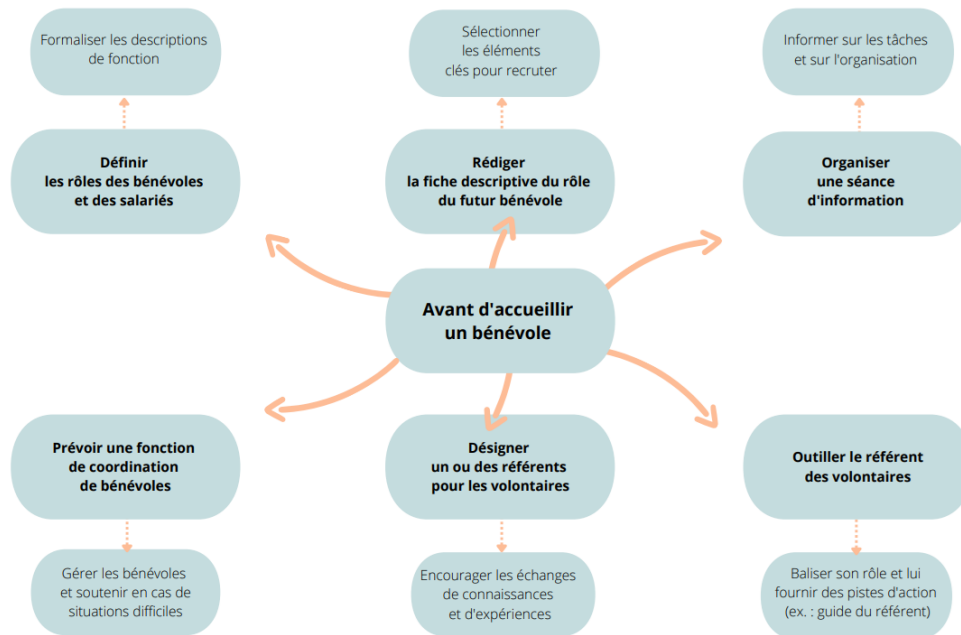 Formaliser les descriptions
de fonction
Sélectionner
les éléments
clés pour recruter
Informer sur les tâches
et sur l'organisation
Définir
les rôles des bénévoles
et des salariés
Rédiger
la fiche descriptive du rôle
du futur bénévole
Organiser
une séance
d'information
Avant d'accueillir
un bénévole
Prévoir une fonction
de coordination
de bénévoles
Désigner
un ou des référents
pour les volontaires
Outiller le référent
des volontaires
Gérer les bénévoles
et soutenir en cas de
situations difficiles
Encourager les échanges
de connaissances
et d'expériences
Baliser son rôle et lui
fournir des pistes d'action
(ex. : guide du référent)